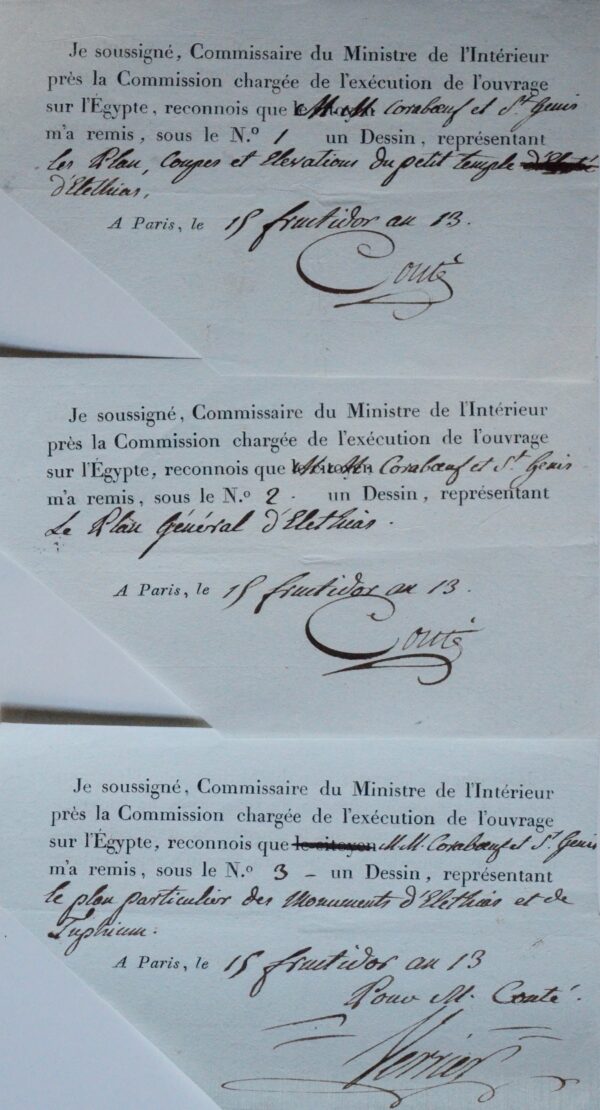 Je soussigné, Commissaire du Ministre de l'Intérieur
près la Commission chargée de l'exécution de l'ouvrage
sur l'Égypte, reconnois que MM. Corabœuf et St. Genis
m'a remis, sous le N.º 1 un Dessin, représentant
les Plan, Coupes et Elevations du petit temple
d'Elethias.
A Paris, le 15 fructidor an 13.
Conté
Je soussigné, Commissaire du Ministre de l'Intérieur
près la Commission chargée de l'exécution de l'ouvrage
sur l'Égypte, reconnois que le citoyen M. M. Corabœuf et St. Genis
m'a remis, sous le N.º 2. un Dessin, représentant
Le Plan Général d'Elethias.
A Paris, le 15 fructidor an 13.
Conté
Je soussigné, Commissaire du Ministre de l'Intérieur
près la Commission chargée de l'exécution de l'ouvrage
sur l'Égypte, reconnois que le citoyen M.M. Corabœuf et St. Genis
m'a remis, sous le N.º 3 – un Dessin, représentant
le plan particulier des Monuments d'Elethias et de
Tuphium.
A Paris, le 15 fructidor an 13
Pour M. Conté.
Verrier